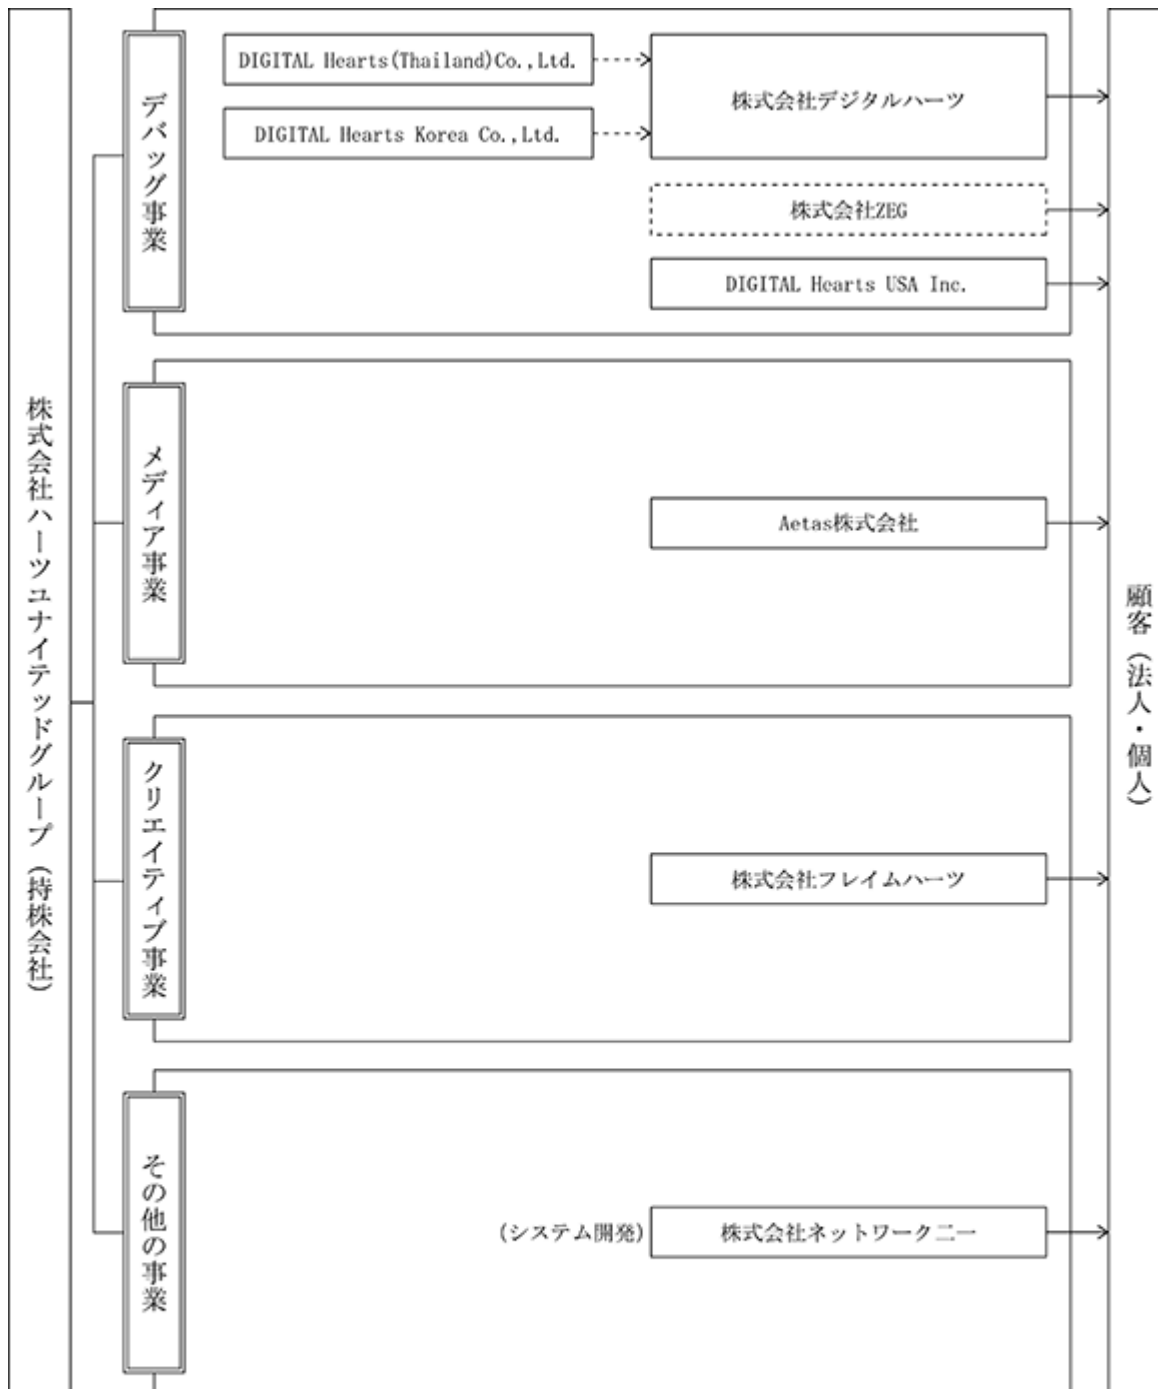 株式会社ハーツユナイテッドグループ（持株会社）
デバッグ事業
DIGITAL Hearts(Thailand)Co.,Ltd.
DIGITAL Hearts Korea Co.,Ltd.
株式会社デジタルハーツ
株式会社ZEG
DIGITAL Hearts USA Inc.
メディア事業
Aetas株式会社
クリエイティブ事業
株式会社フレイムハーツ
その他の事業
(システム開発)
株式会社ネットワーク二一
顧客（法人・個人）